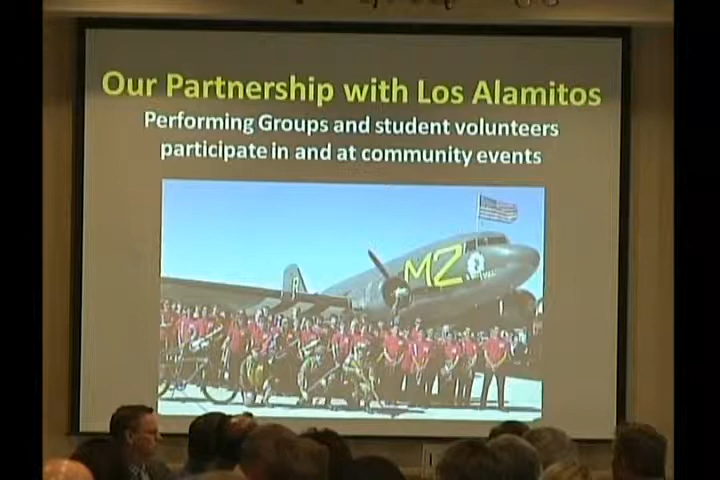 Our Partnership with Los Alamitos
Performing Groups and student volunteers
participate in and at community events
MZ